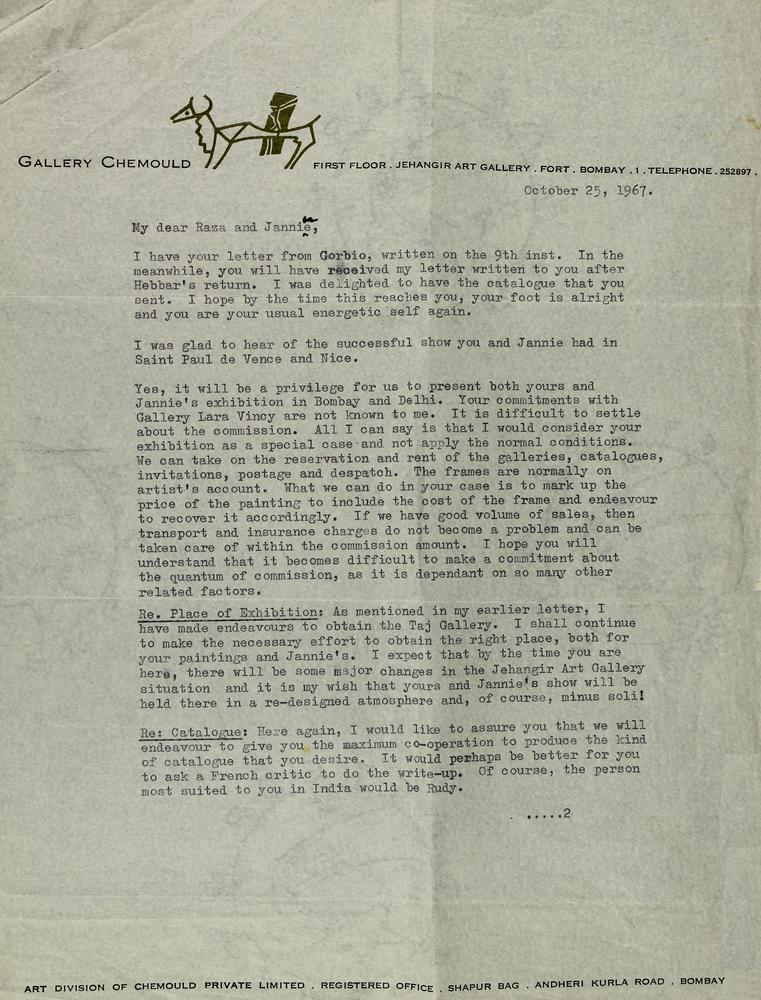 GALLERY CHEMOULD
FIRST FLOOR . JEHANGIR ART GALLERY . FORT . BOMBAY . 1 . TELEPHONE . 252897 .
October 25, 1967.
My dear Raza and Jannie,
I have your letter from Gorbio, written on the 9th inst. In the
meanwhile, you will have received my letter written to you after
Hebbar's return. I was delighted to have the catalogue that you
sent. I hope by the time this reaches you, your foot is alright
and you are your usual energetic self again.
I was glad to hear of the successful show you and Jannie had in
Saint Paul de Vence and Nice.
Yes, it will be a privilege for us to present both yours and
Jannie's exhibition in Bombay and Delhi. Your commitments with
Gallery Lara Vincy are not known to me. It is difficult to settle
about the commission. All I can say is that I would consider your
exhibition as a special case and not apply the normal conditions.
We can take on the reservation and rent of the galleries, catalogues,
invitations, postage and despatch. The frames are normally on
artist's account. What we can do in your case is to mark up the
price of the painting to include the cost of the frame and endeavour
to recover it accordingly. If we have good volume of sales, then
transport and insurance charges do not become a problem and can be
taken care of within the commission amount. I hope you will
understand that it becomes difficult to make a commitment about
the quantum of commission, as it is dependant on so many other
related factors.
Re. Place of Exhibition: As mentioned in my earlier letter, I
have made endeavours to obtain the Taj Gallery. I shall continue
to make the necessary effort to obtain the right place, both for
your paintings and Jannie's. I expect that by the time you are
here, there will be some major changes in the Jehangir Art Gallery
situation and it is my wish that yours and Jannie's show will be
held there in a re-designed atmosphere and, of course, minus soli!
Re: Catalogue: Here again, I would like to assure you that we will
endeavour to give you the maximum co-operation to produce the kind
of catalogue that you desire. It would perhaps be better for you
to ask a French critic to do the write-up. Of course, the person
most suited to you in India would be Rudy.
.....2
ART DIVISION OF CHEMOULD PRIVATE LIMITED . REGISTERED OFFICE . SHAPUR BAG . ANDHERI KURLA ROAD . BOMBAY